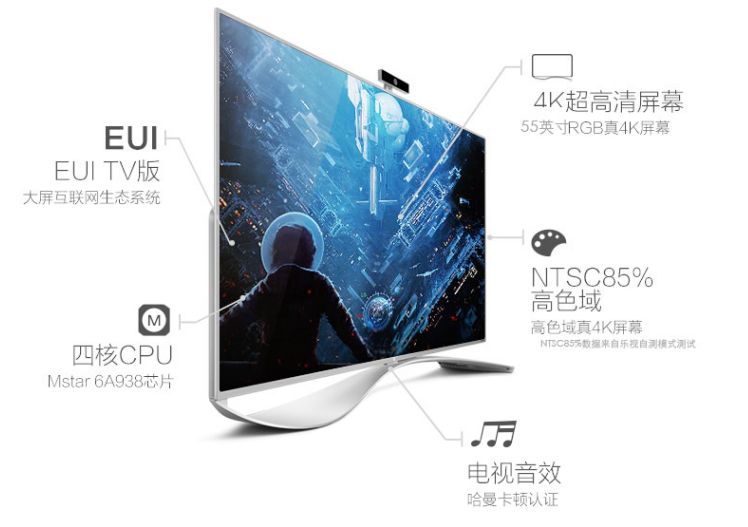 EUI
EUI TV版
大屏互联网生态系统
M
四核CPU
Mstar 6A938芯片
4K超高清屏幕
55英寸RGB真4K屏幕
NTSC85%
高色域
高色域真4K屏幕
NTSC85%数据来自乐视自测模式测试
电视音效
哈曼卡顿认证